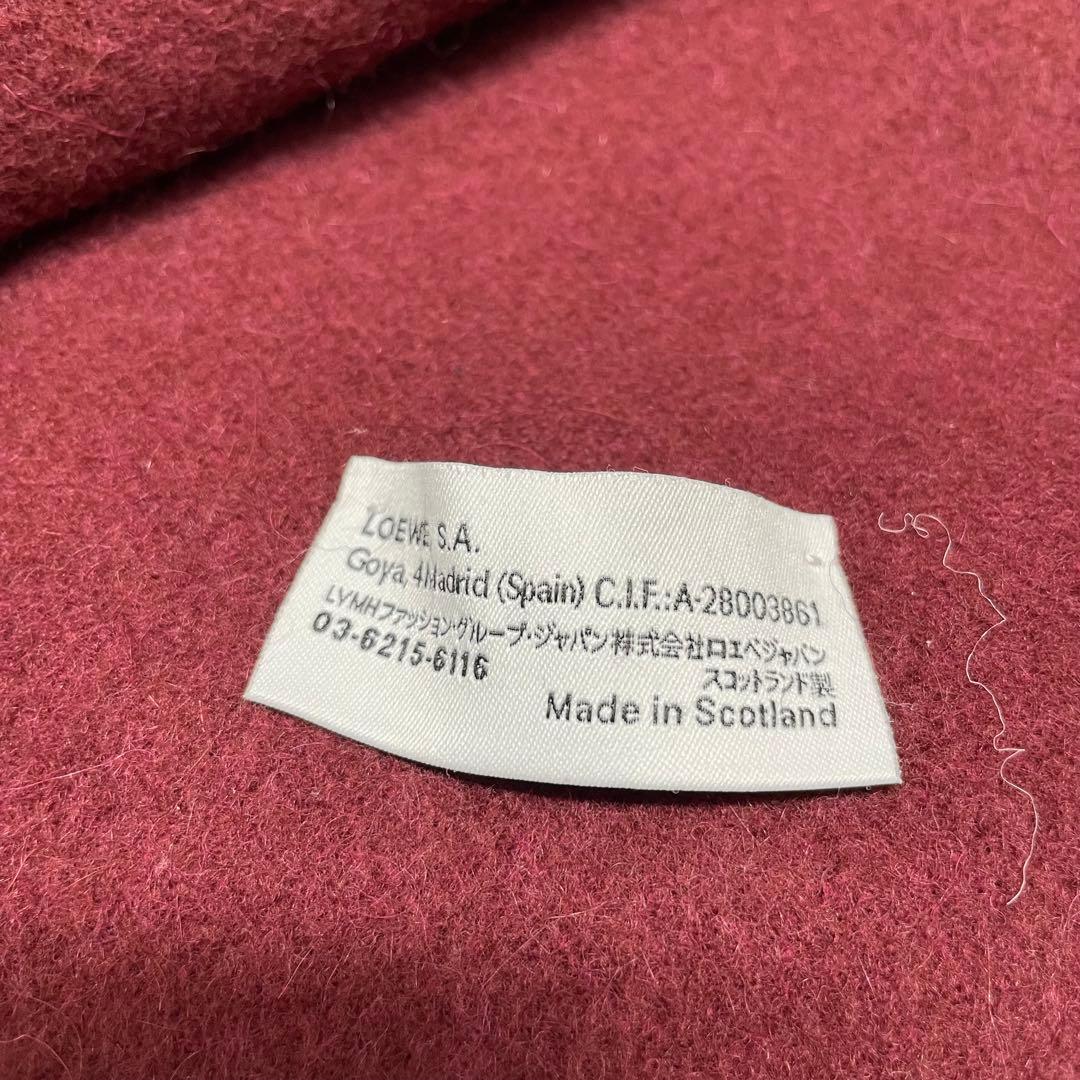 LOEWE S.A.
Goya, 4 Madrid (Spain) C.I.F.:A-28003861
LVMHファッション・グループ・ジャパン株式会社ロエベジャパン
03-6215-6116
スコットランド製
Made in Scotland